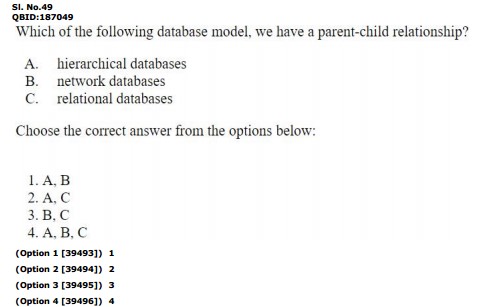 Sl. No.49
QBID:187049
Which of the following database model, we have a parent-child relationship?
A. hierarchical databases
B. network databases
C. relational databases
Choose the correct answer from the options below:
1. A, B
2. A, C
3. B, C
4. A, B, C
(Option 1 [39493]) 1
(Option 2 [39494]) 2
(Option 3 [39495]) 3
(Option 4 [39496]) 4